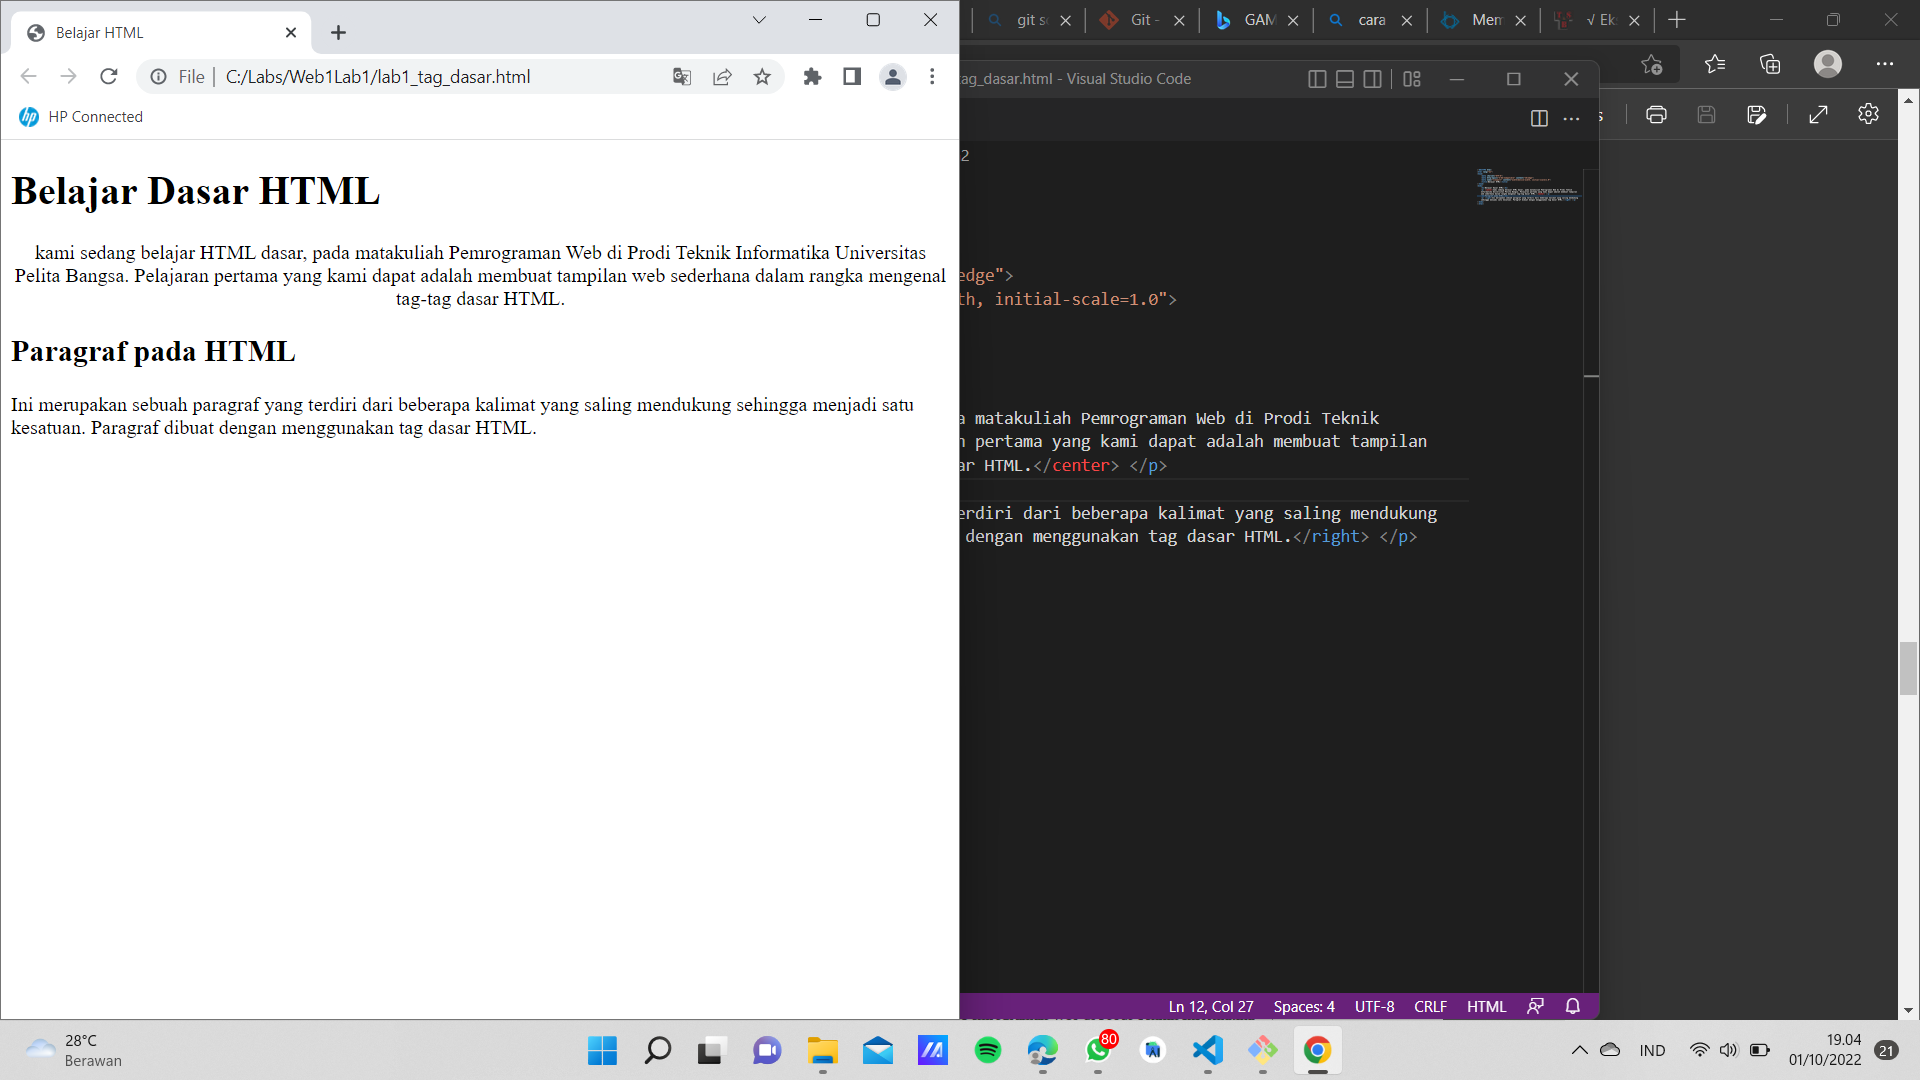 Belajar HTML
File
C:/Labs/Web1Lab1/lab1_tag_dasar.html
HP Connected
Belajar Dasar HTML
kami sedang belajar HTML dasar, pada matakuliah Pemrograman Web di Prodi Teknik Informatika Universitas
Pelita Bangsa. Pelajaran pertama yang kami dapat adalah membuat tampilan web sederhana dalam rangka mengenal
tag-tag dasar HTML.
Paragraf pada HTML
Ini merupakan sebuah paragraf yang terdiri dari beberapa kalimat yang saling mendukung sehingga menjadi satu
kesatuan. Paragraf dibuat dengan menggunakan tag dasar HTML.
git Git - GAM cara Mem √ Eks
tag_dasar.html - Visual Studio Code
2
edge">
th, initial-scale=1.0">
a matakuliah Pemrograman Web di Prodi Teknik
n pertama yang kami dapat adalah membuat tampilan
ar HTML.</center> </p>
erdiri dari beberapa kalimat yang saling mendukung
dengan menggunakan tag dasar HTML.</right> </p>
Ln 12, Col 27 Spaces: 4 UTF-8 CRLF HTML
28°C
Berawan
80
IND
19.04
01/10/2022
21